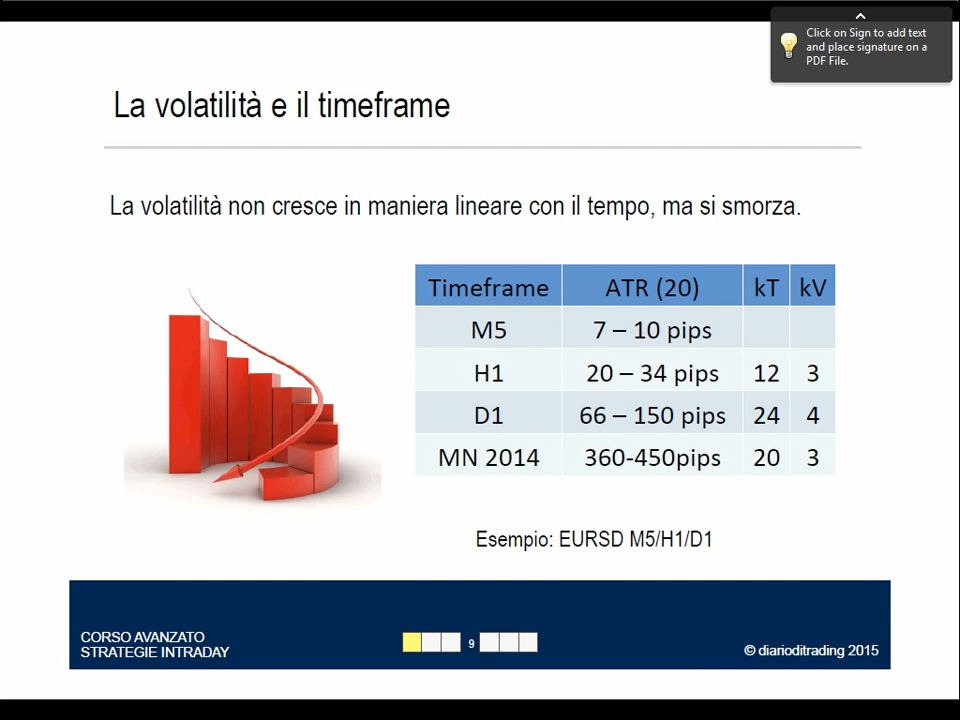 Click on Sign to add text
and place signature on a
PDF File.
La volatilità e il timeframe
La volatilità non cresce in maniera lineare con il tempo, ma si smorza.
Timeframe ATR (20) kT kV
M5 7 – 10 pips
H1 20 – 34 pips 12 3
D1 66 – 150 pips 24 4
MN 2014 360-450pips 20 3
Esempio: EURSD M5/H1/D1
CORSO AVANZATO
STRATEGIE INTRADAY
9
© diarioditrading 2015